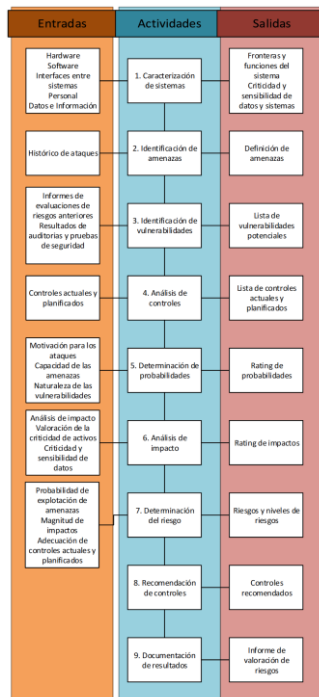 Entradas
Actividades
Salidas
Hardware
Software
Interfaces entre
sistemas
Personal
Datos e Información
1. Caracterización
de sistemas
Fronteras y
funciones del
sistema
Criticidad y
sensibilidad de
datos y sistemas
Histórico de ataques
2. Identificación de
amenazas
Definición de
amenazas
Informes de
evaluaciones de
riesgos anteriores
Resultados de
auditorias y pruebas
de seguridad
3. Identificación de
vulnerabilidades
Lista de
vulnerabilidades
potenciales
Controles actuales y
planificados
4. Análisis de
controles
Lista de controles
actuales y
planificados
Motivación para los
ataques
Capacidad de las
amenazas
Naturaleza de las
vulnerabilidades
5. Determinación de
probabilidades
Rating de
probabilidades
Análisis de impacto
Valoración de la
criticidad de activos
Criticidad y
sensibilidad de
datos
6. Análisis de
impacto
Rating de impactos
Probabilidad de
explotación de
amenazas
Magnitud de
impactos
Adecuación de
controles actuales y
planificados
7. Determinación
del riesgo
Riesgos y niveles de
riesgos
8. Recomendación
de controles
Controles
recomendados
9. Documentación
de resultados
Informe de
valoración de
riesgos